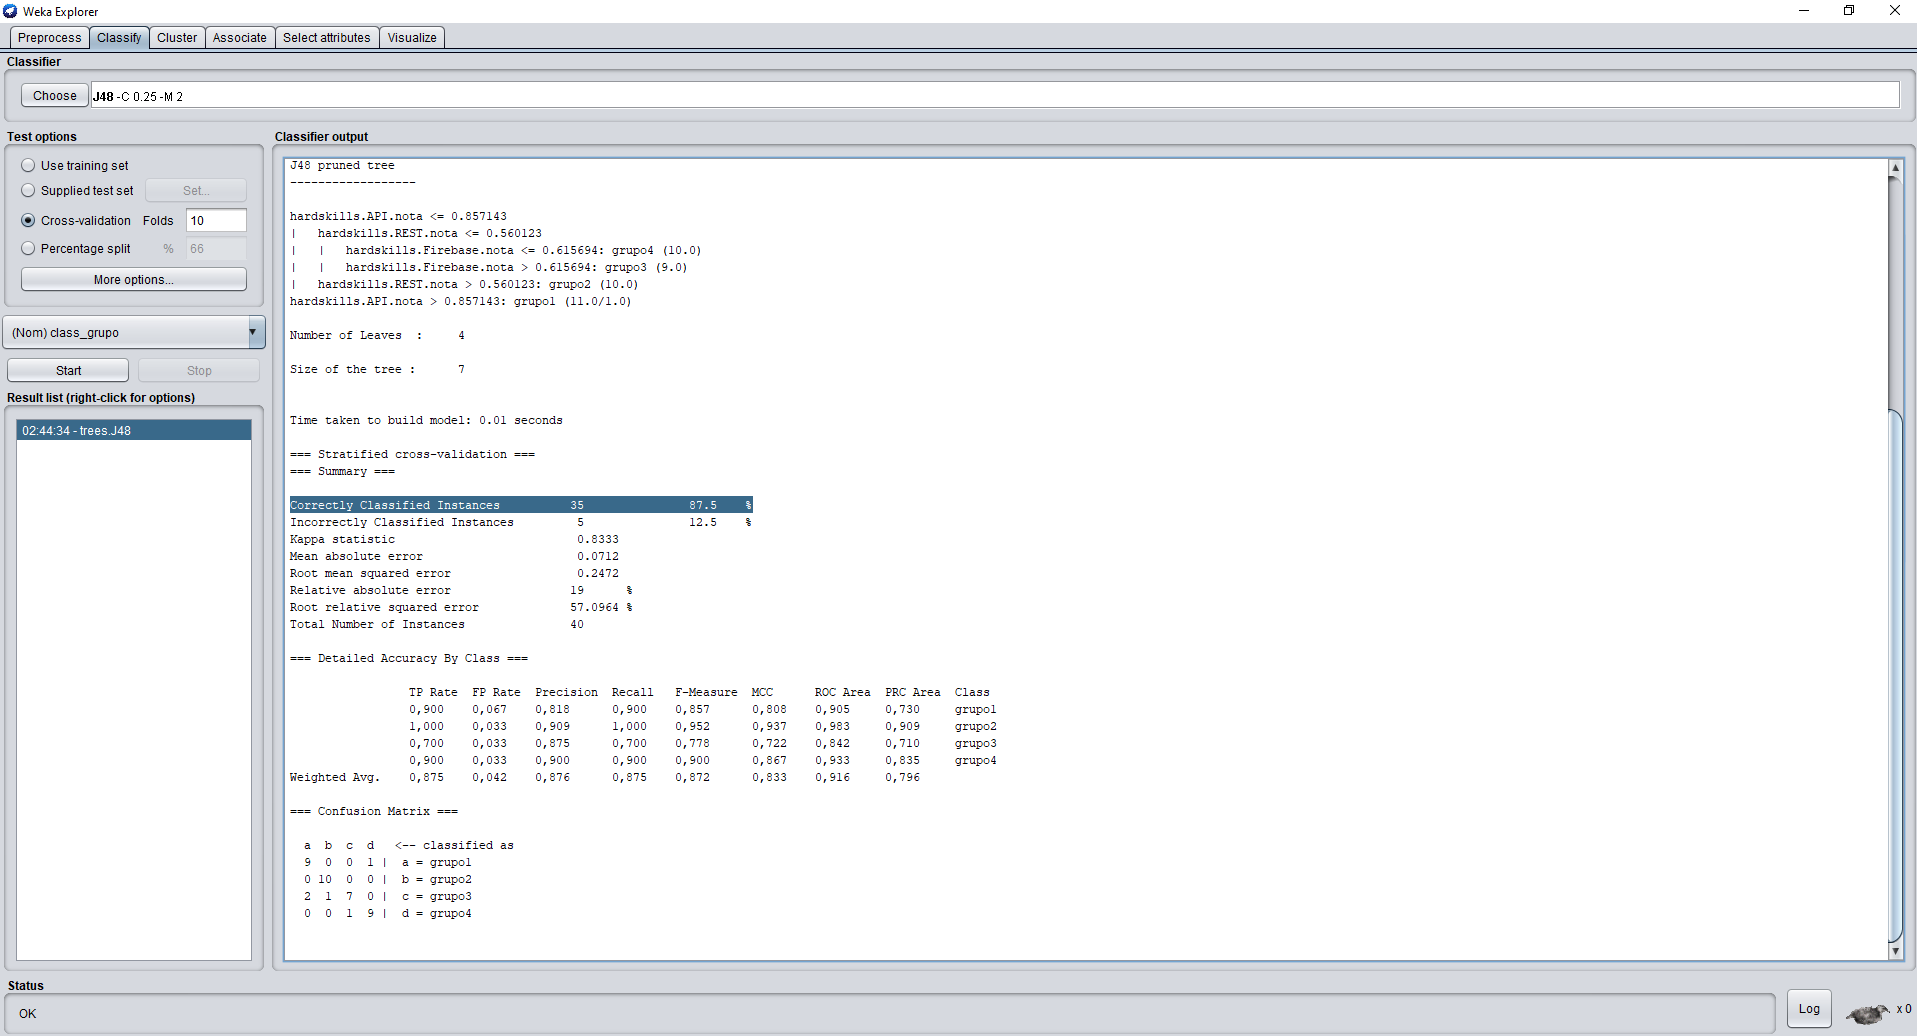 Weka Explorer
Preprocess Classify Cluster Associate Select attributes Visualize
Classifier
Choose J48 -C 0.25 -M 2
Test options
Use training set
Supplied test set Set...
Cross-validation Folds 10
Percentage split % 66
More options...
(Nom) class_grupo
Start Stop
Result list (right-click for options)
02:44:34 - trees.J48
Classifier output
J48 pruned tree
------------------
hardskills.API.nota <= 0.857143
|   hardskills.REST.nota <= 0.560123
|   |   hardskills.Firebase.nota <= 0.615694: grupo4 (10.0)
|   |   hardskills.Firebase.nota > 0.615694: grupo3 (9.0)
|   hardskills.REST.nota > 0.560123: grupo2 (10.0)
hardskills.API.nota > 0.857143: grupo1 (11.0/1.0)
Number of Leaves  :     4
Size of the tree :      7
Time taken to build model: 0.01 seconds
=== Stratified cross-validation ===
=== Summary ===
Correctly Classified Instances          35               87.5    %
Incorrectly Classified Instances         5               12.5    %
Kappa statistic                          0.8333
Mean absolute error                      0.0712
Root mean squared error                  0.2472
Relative absolute error                 19      %
Root relative squared error             57.0964 %
Total Number of Instances               40
=== Detailed Accuracy By Class ===
                 TP Rate  FP Rate  Precision  Recall   F-Measure  MCC      ROC Area  PRC Area  Class
                 0,900    0,067    0,818      0,900    0,857      0,808    0,905     0,730     grupo1
                 1,000    0,033    0,909      1,000    0,952      0,937    0,983     0,909     grupo2
                 0,700    0,033    0,875      0,700    0,778      0,722    0,842     0,710     grupo3
                 0,900    0,033    0,900      0,900    0,900      0,867    0,933     0,835     grupo4
Weighted Avg.    0,875    0,042    0,876      0,875    0,872      0,833    0,916     0,796
=== Confusion Matrix ===
  a  b  c  d   <-- classified as
  9  0  0  1 |  a = grupo1
  0 10  0  0 |  b = grupo2
  2  1  7  0 |  c = grupo3
  0  0  1  9 |  d = grupo4
Status
OK
Log
x 0